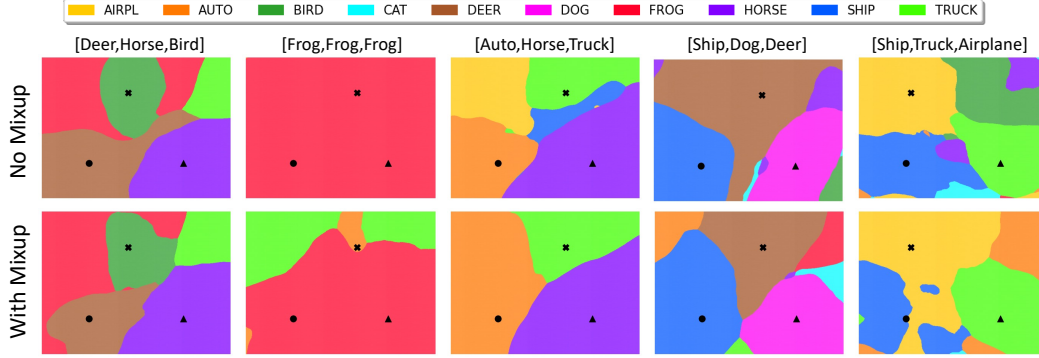 AIRPL AUTO BIRD CAT DEER DOG FROG HORSE SHIP TRUCK
[Deer,Horse,Bird] [Frog,Frog,Frog] [Auto,Horse,Truck] [Ship,Dog,Deer] [Ship,Truck,Airplane]
No Mixup
With Mixup